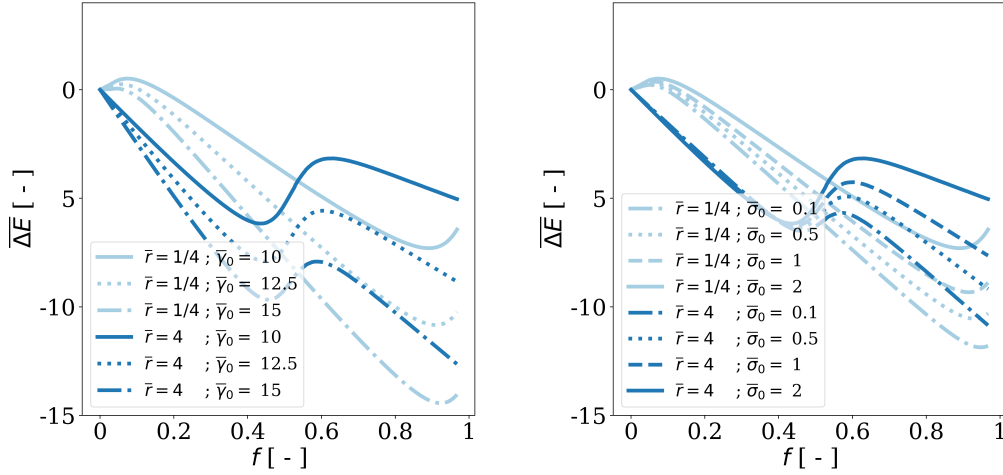 0
5
-10
-15
0
0.2
0.4
0.6
0.8
1
f [ - ]
ΔE̅ [ - ]
r̅ = 1/4 ; γ̅₀ = 10
r̅ = 1/4 ; γ̅₀ = 12.5
r̅ = 1/4 ; γ̅₀ = 15
r̅ = 4 ; γ̅₀ = 10
r̅ = 4 ; γ̅₀ = 12.5
r̅ = 4 ; γ̅₀ = 15
0
5
-10
-15
0
0.2
0.4
0.6
0.8
1
f [ - ]
ΔE̅ [ - ]
r̅ = 1/4 ; σ̅₀ = 0.1
r̅ = 1/4 ; σ̅₀ = 0.5
r̅ = 1/4 ; σ̅₀ = 1
r̅ = 1/4 ; σ̅₀ = 2
r̅ = 4 ; σ̅₀ = 0.1
r̅ = 4 ; σ̅₀ = 0.5
r̅ = 4 ; σ̅₀ = 1
r̅ = 4 ; σ̅₀ = 2